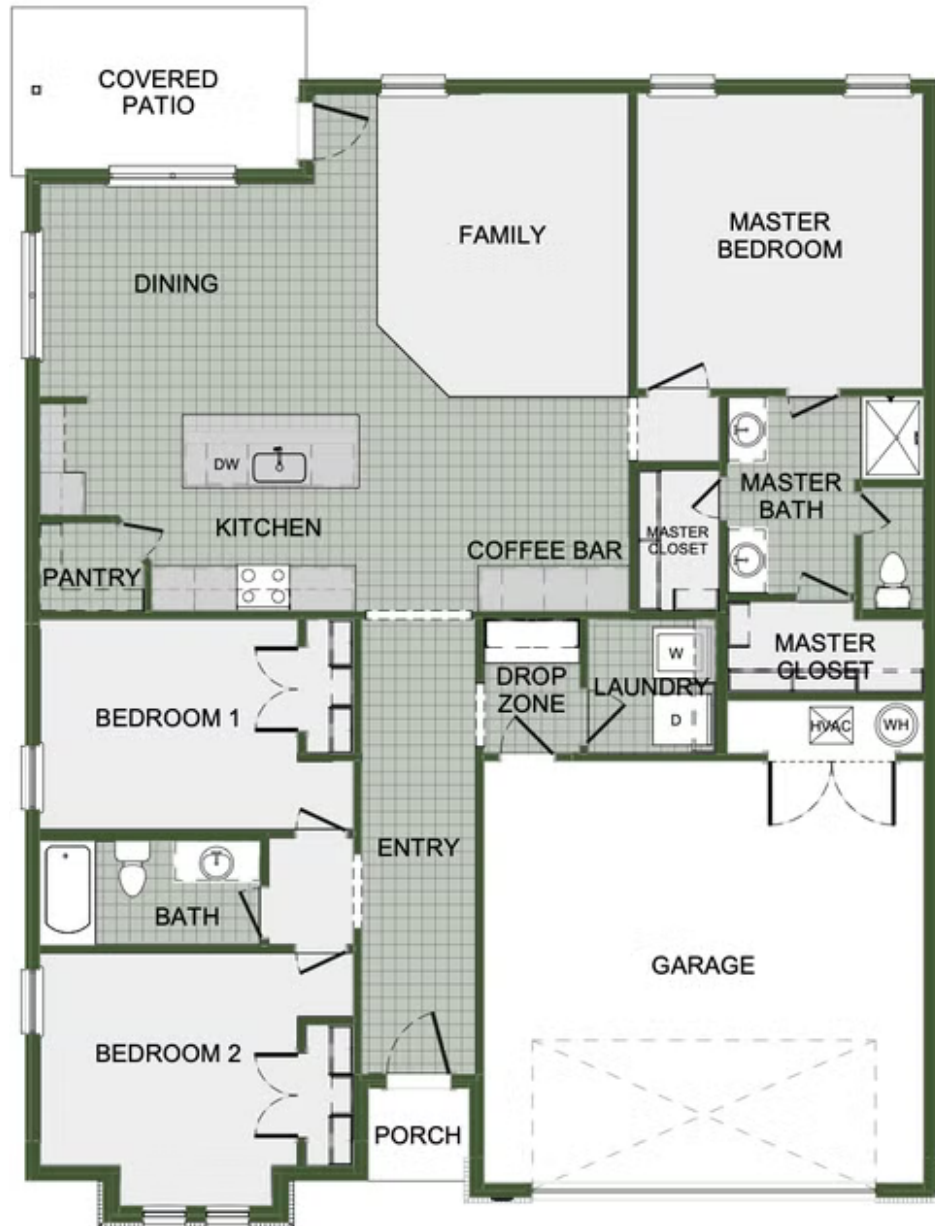 COVERED
PATIO
FAMILY
MASTER
BEDROOM
DINING
DW
KITCHEN
COFFEE BAR
MASTER
CLOSET
MASTER
BATH
PANTRY
MASTER
CLOSET
BEDROOM 1
DROP
ZONE
LAUNDRY
W
D
HVAC
WH
ENTRY
BATH
GARAGE
BEDROOM 2
PORCH